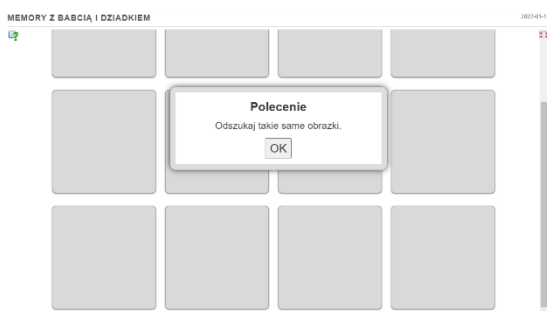 MEMORY Z BABCIĄ I DZIADKIEM
Polecenie
Odszukaj takie same obrazki.
OK